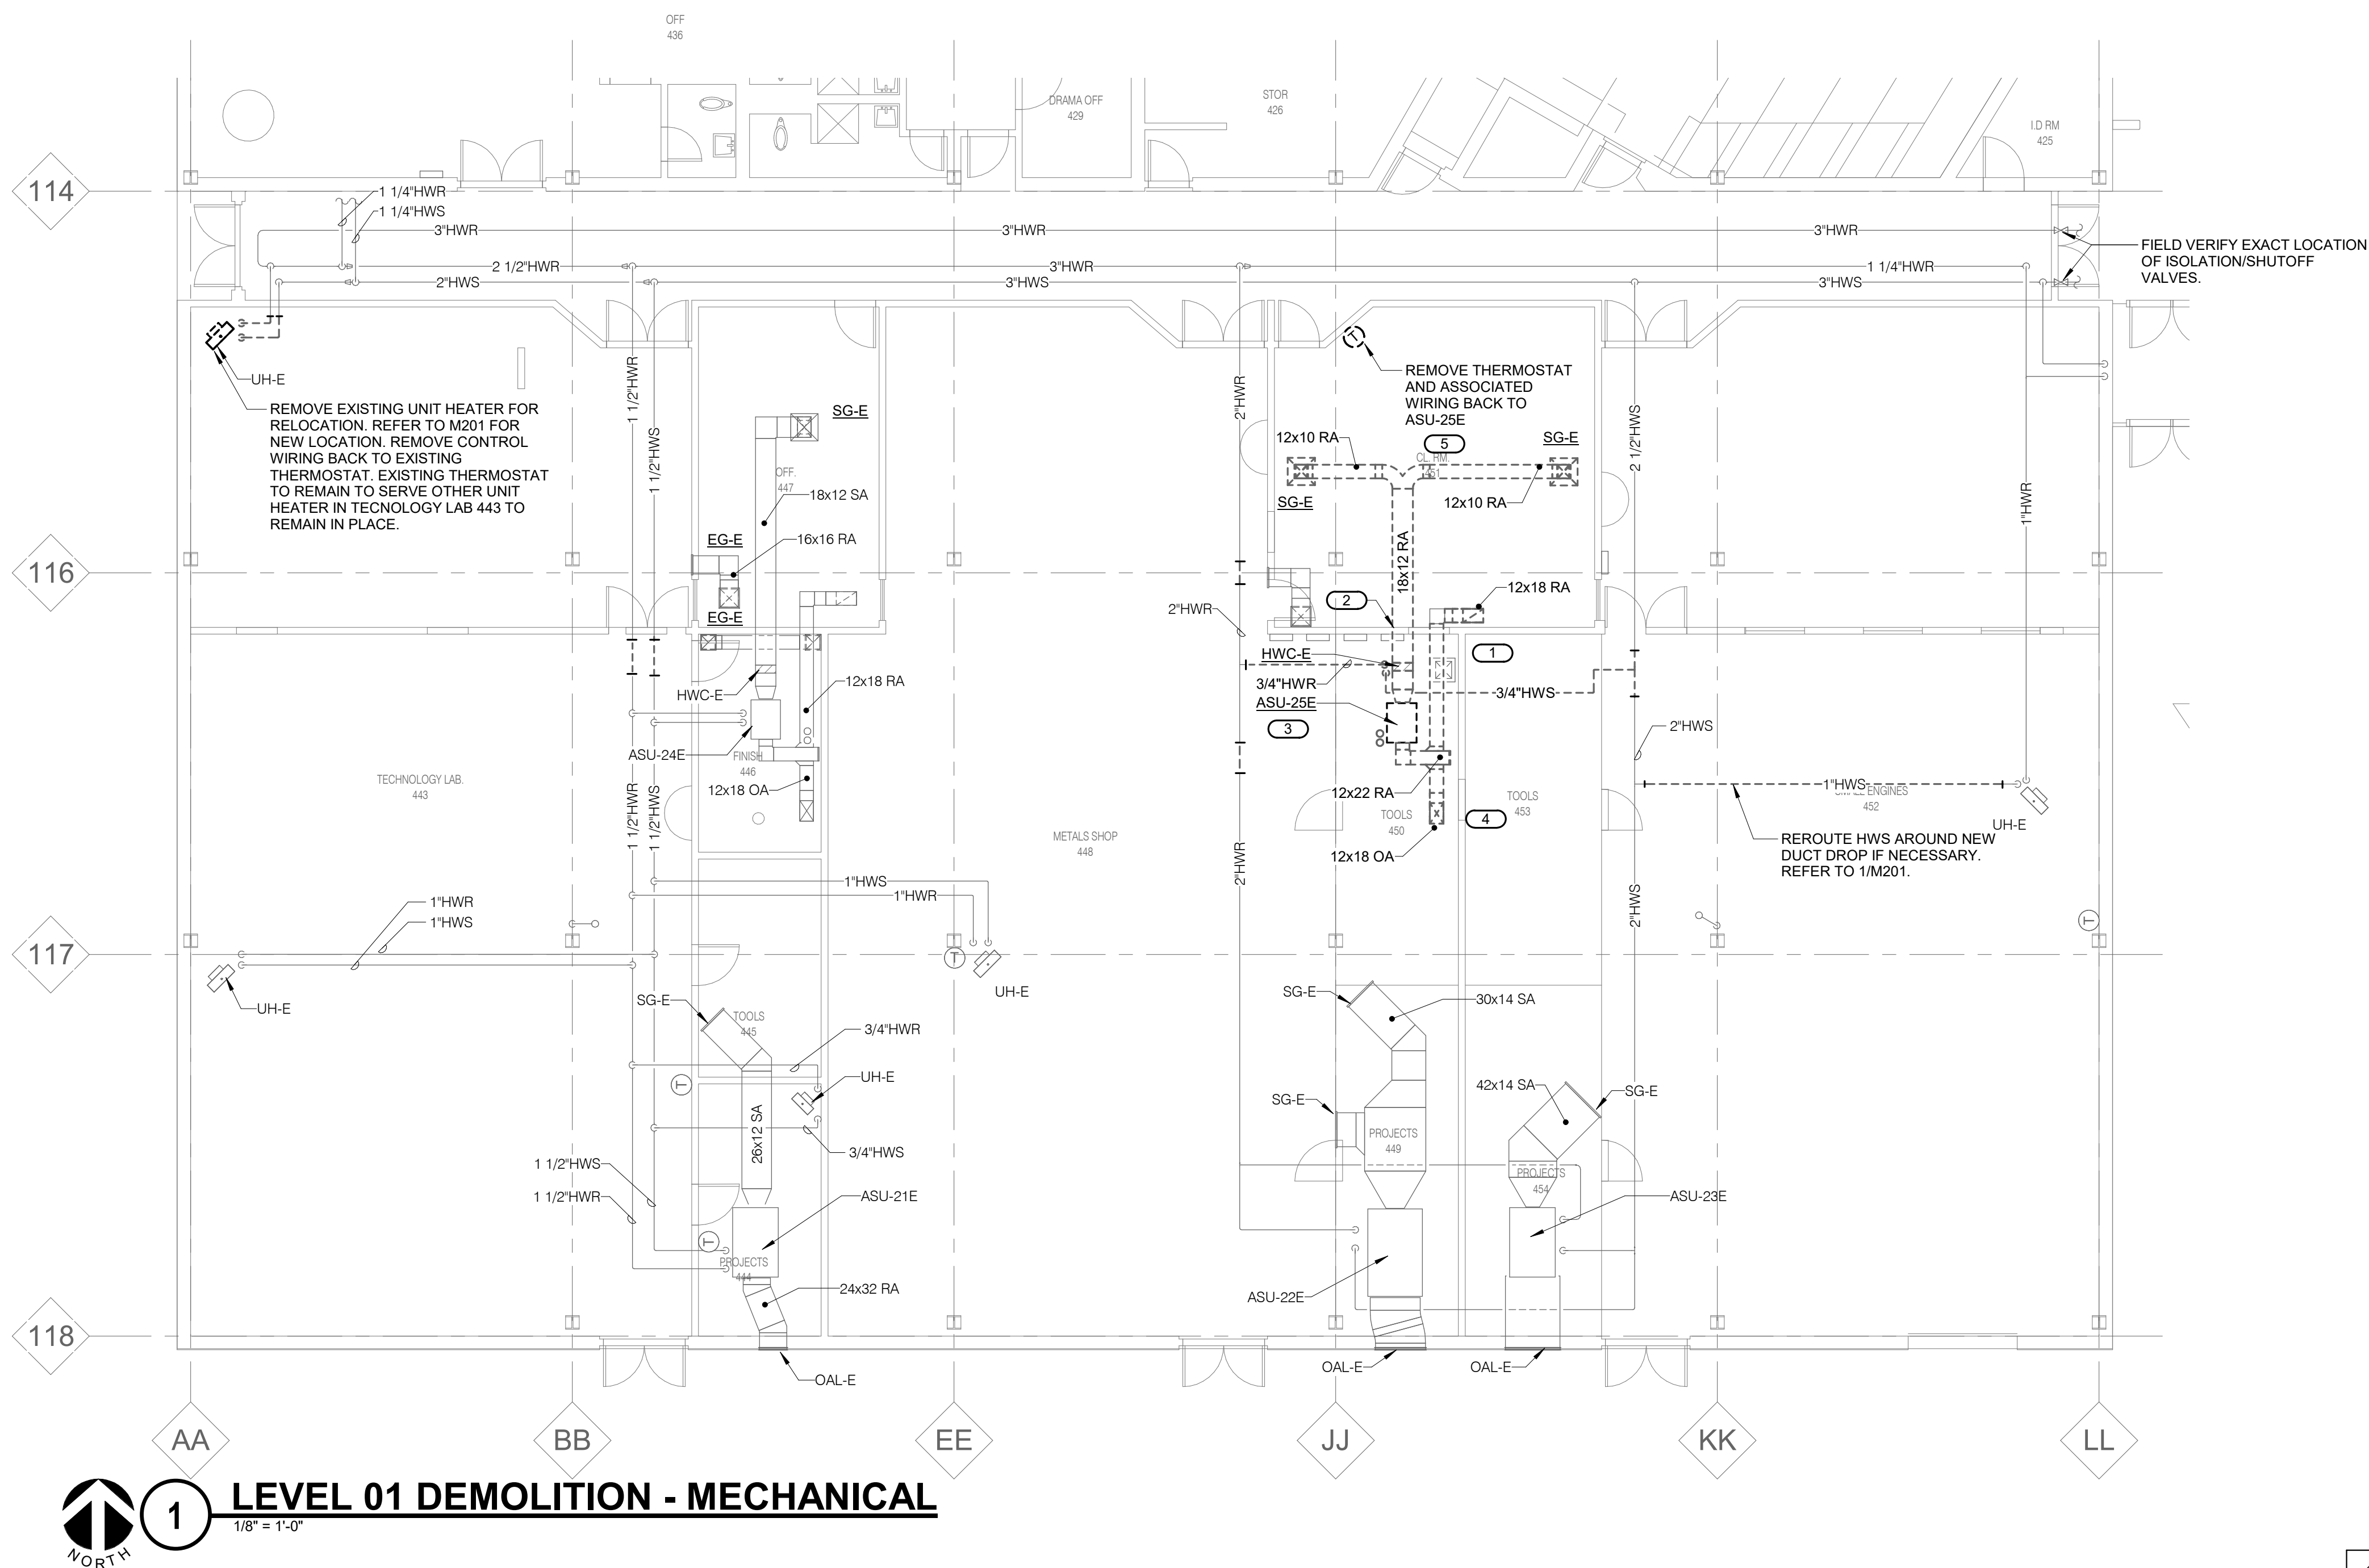 OFF
436
DRAMA OFF
429
STOR
426
I.D RM
425
114
1 1/4"HWR
1 1/4"HWS
3"HWR
3"HWR
3"HWR
FIELD VERIFY EXACT LOCATION
OF ISOLATION/SHUTOFF
VALVES.
2 1/2"HWR
3"HWR
1 1/4"HWR
2"HWS
3"HWS
3"HWS
UH-E
REMOVE EXISTING UNIT HEATER FOR
RELOCATION. REFER TO M201 FOR
NEW LOCATION. REMOVE CONTROL
WIRING BACK TO EXISTING
THERMOSTAT. EXISTING THERMOSTAT
TO REMAIN TO SERVE OTHER UNIT
HEATER IN TECNOLOGY LAB 443 TO
REMAIN IN PLACE.
1 1/2"HWR
1 1/2"HWS
SG-E
OFF.
447
18x12 SA
EG-E
16x16 RA
EG-E
2"HWR
T
REMOVE THERMOSTAT
AND ASSOCIATED
WIRING BACK TO
ASU-25E
5
12x10 RA
SG-E
CL. RM.
451
SG-E
12x10 RA
2 1/2"HWS
1"HWR
116
18x12 RA
12x18 RA
2
2"HWR
HWC-E
1
3/4"HWR
3/4"HWS
ASU-25E
3
2"HWS
HWC-E
12x18 RA
ASU-24E
FINISH
446
12x18 OA
TECHNOLOGY LAB.
443
1 1/2"HWR
1 1/2"HWS
METALS SHOP
448
2"HWR
12x22 RA
TOOLS
450
4
TOOLS
453
12x18 OA
1"HWS
ENGINES
452
UH-E
REROUTE HWS AROUND NEW
DUCT DROP IF NECESSARY.
REFER TO 1/M201.
2"HWS
1"HWS
1"HWR
1"HWR
1"HWS
T
117
T
UH-E
UH-E
SG-E
TOOLS
445
3/4"HWR
UH-E
T
26x12 SA
3/4"HWS
SG-E
30x14 SA
42x14 SA
SG-E
SG-E
PROJECTS
449
PROJECTS
454
1 1/2"HWS
1 1/2"HWR
ASU-21E
ASU-23E
T
PROJECTS
444
24x32 RA
ASU-22E
118
OAL-E
OAL-E
OAL-E
AA
BB
EE
JJ
KK
LL
NORTH
1
LEVEL 01 DEMOLITION - MECHANICAL
1/8" = 1'-0"